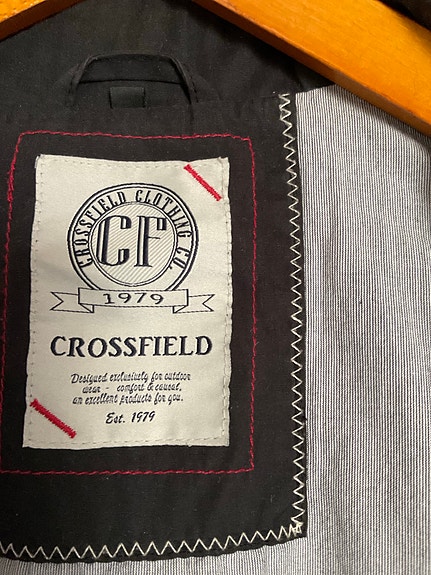 CROSSFIELD CLOTHING CO.
CF
1979
CROSSFIELD
Designed exclusively for outdoor
wear - comfort & causal,
an excellent products for you.
Est. 1979